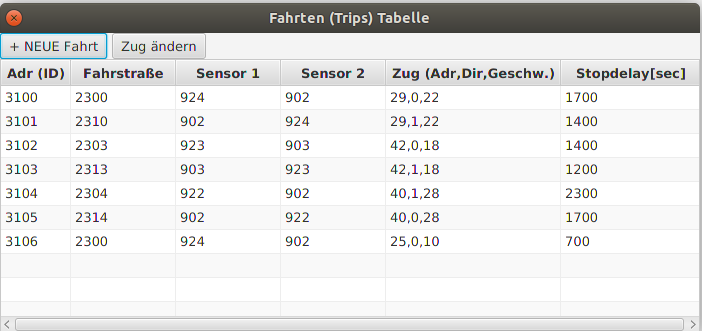 Fahrten (Trips) Tabelle
+ NEUE Fahrt Zug ändern
Adr (ID) Fahrstraße Sensor 1 Sensor 2 Zug (Adr,Dir,Geschw.) Stopdelay[sec]
3100 2300 924 902 29,0,22 1700
3101 2310 902 924 29,1,22 1400
3102 2303 923 903 42,0,18 1400
3103 2313 903 923 42,1,18 1200
3104 2304 922 902 40,1,28 2300
3105 2314 902 922 40,0,28 1700
3106 2300 924 902 25,0,10 700